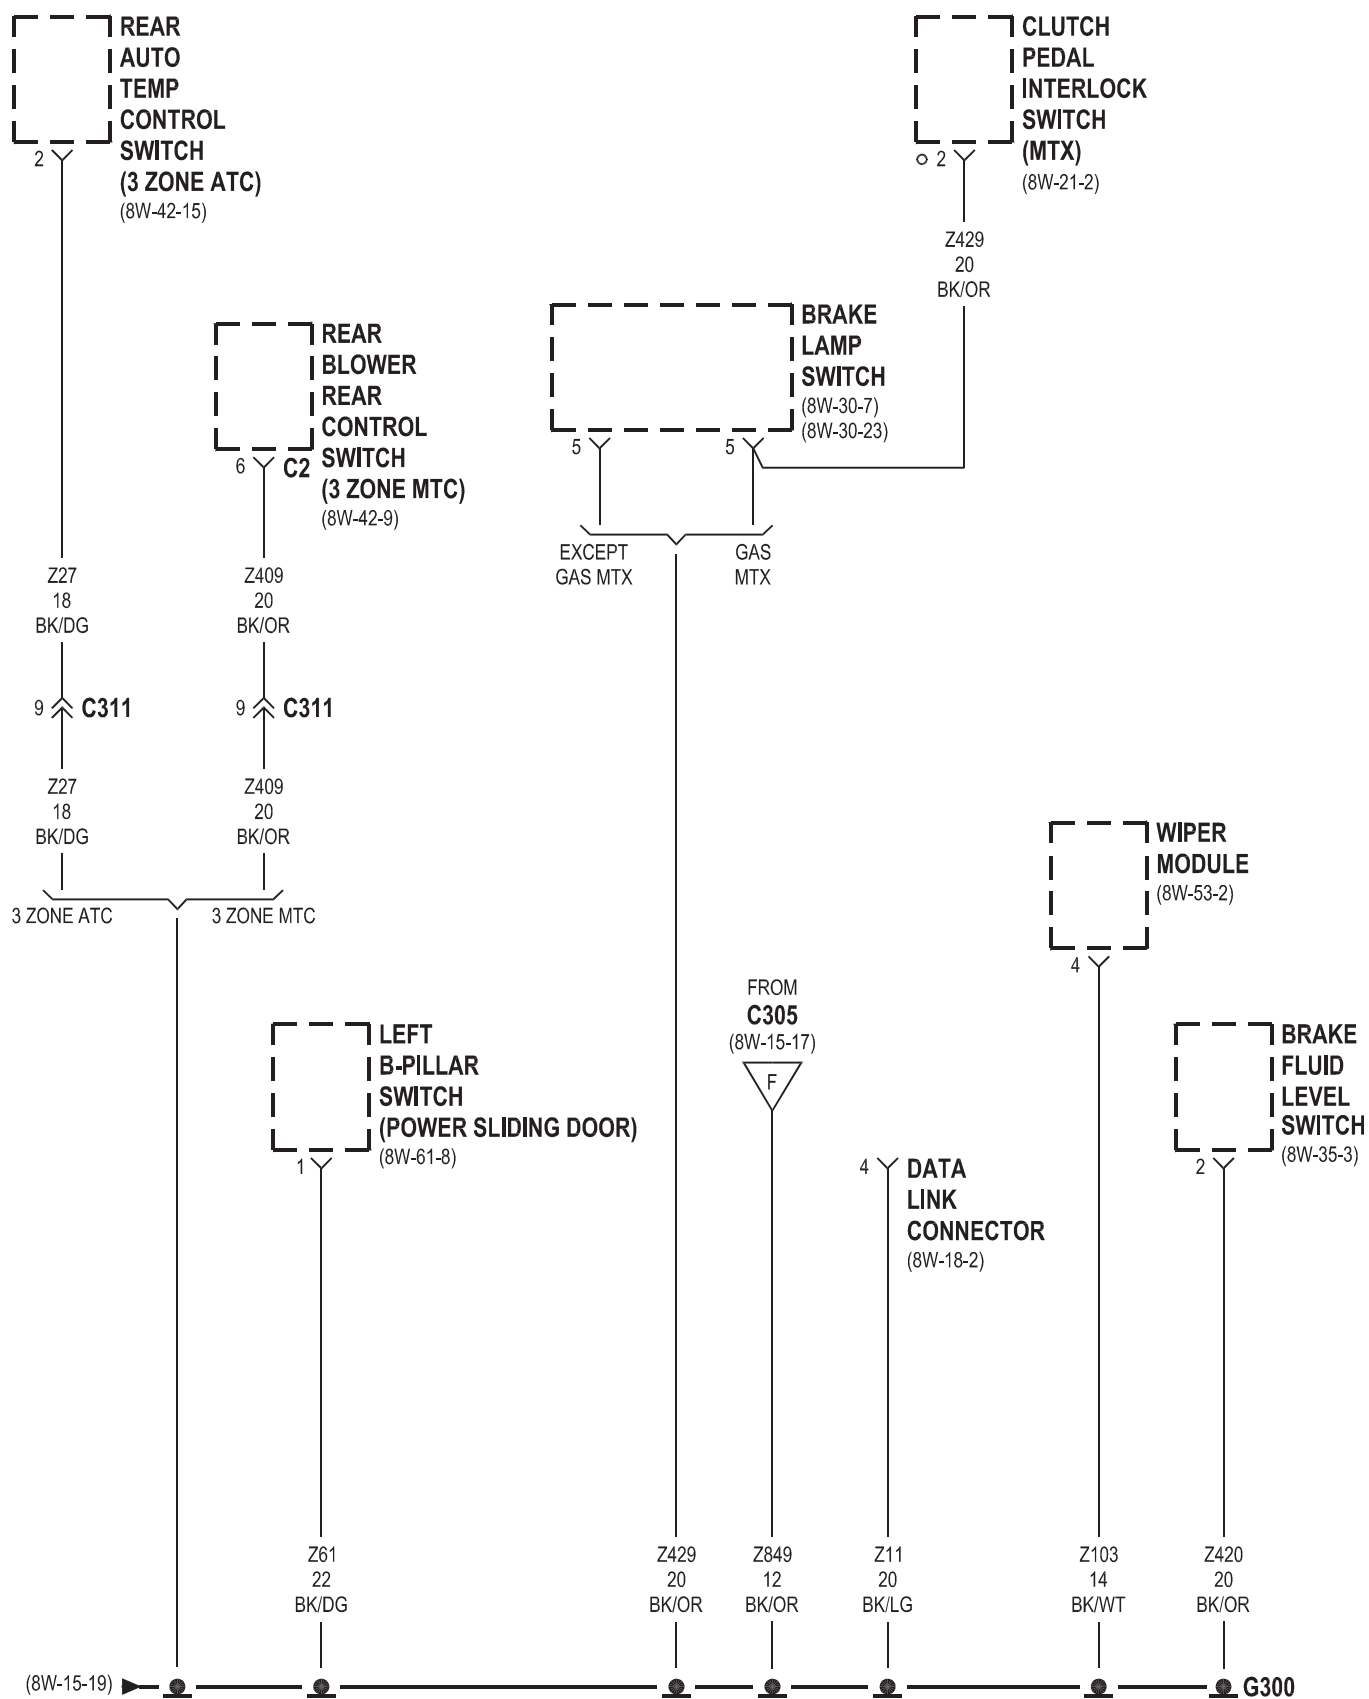 REAR
AUTO
TEMP
CONTROL
SWITCH
(3 ZONE ATC)
(8W-42-15)
2
CLUTCH
PEDAL
INTERLOCK
SWITCH
(MTX)
(8W-21-2)
2
Z429
20
BK/OR
REAR
BLOWER
REAR
CONTROL
SWITCH
(3 ZONE MTC)
(8W-42-9)
6
C2
BRAKE
LAMP
SWITCH
(8W-30-7)
(8W-30-23)
5
5
EXCEPT
GAS MTX
GAS
MTX
Z27
18
BK/DG
Z409
20
BK/OR
9 C311
9 C311
Z27
18
BK/DG
Z409
20
BK/OR
3 ZONE ATC
3 ZONE MTC
WIPER
MODULE
(8W-53-2)
4
FROM
C305
(8W-15-17)
F
LEFT
B-PILLAR
SWITCH
(POWER SLIDING DOOR)
(8W-61-8)
1
BRAKE
FLUID
LEVEL
SWITCH
(8W-35-3)
2
4
DATA
LINK
CONNECTOR
(8W-18-2)
Z61
22
BK/DG
Z429
20
BK/OR
Z849
12
BK/OR
Z11
20
BK/LG
Z103
14
BK/WT
Z420
20
BK/OR
(8W-15-19)
G300